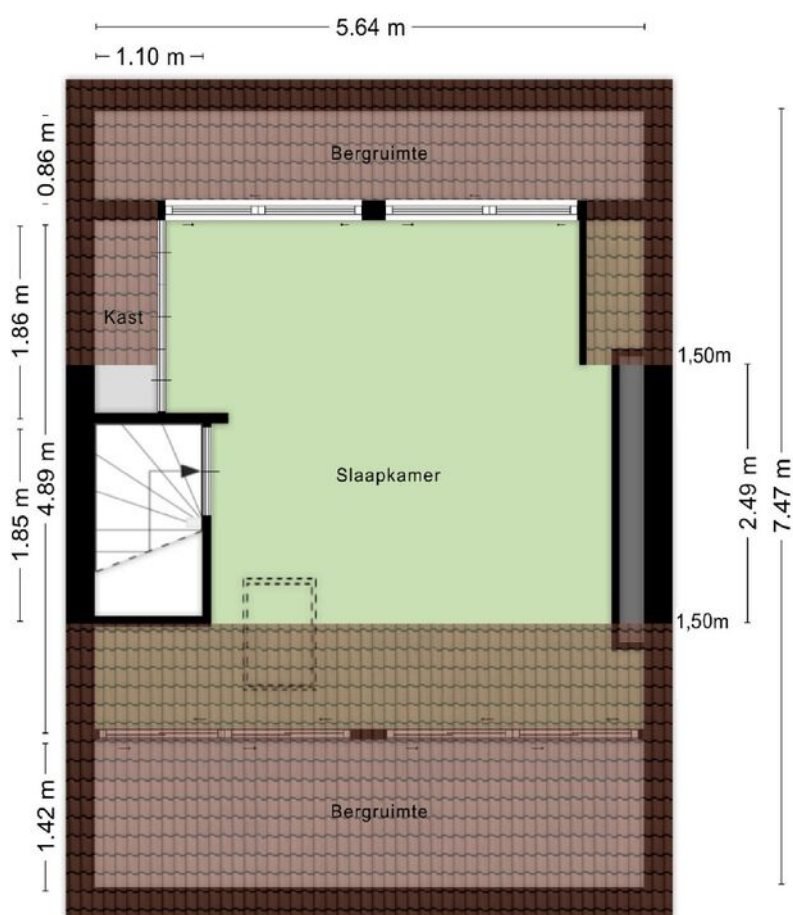 5.64 m
1.10 m
0.86 m
Bergruimte
1.86 m
Kast
1,50m
4.89 m
Slaapkamer
2.49 m
7.47 m
1.85 m
1,50m
1.42 m
Bergruimte